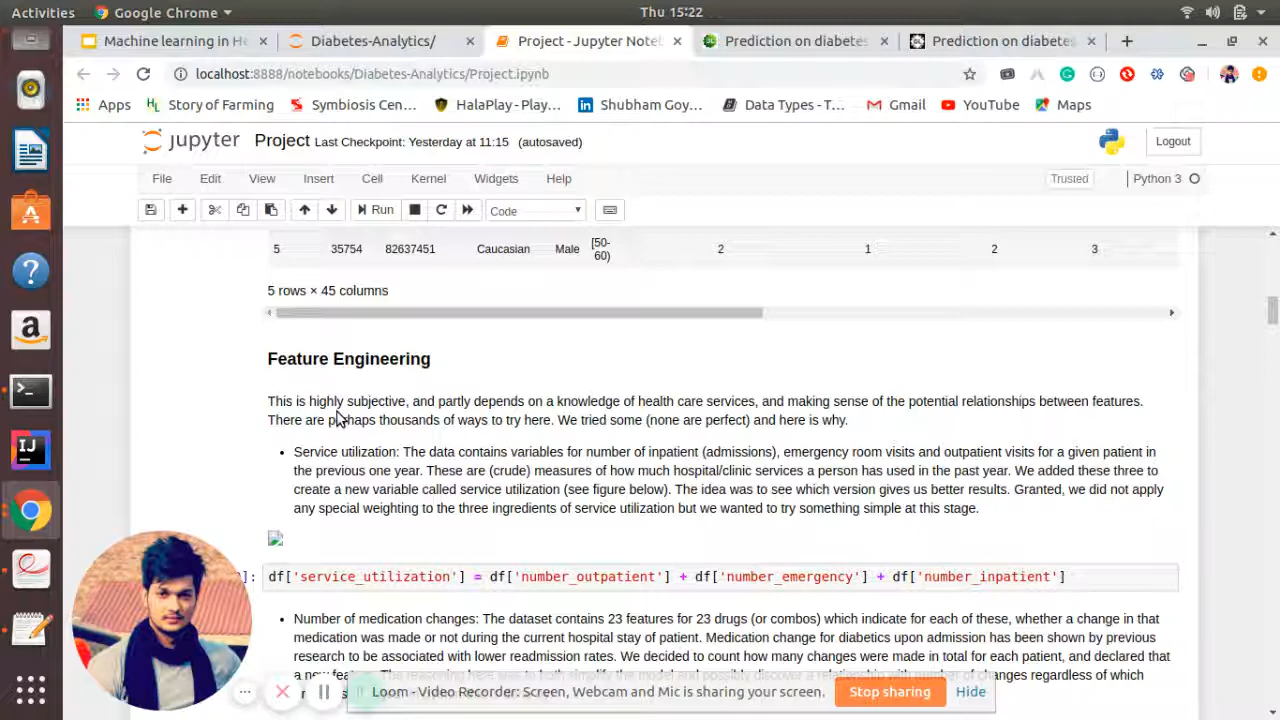 Activities Google Chrome Thu 15:22
Machine learning in He Diabetes-Analytics/ Project - Jupyter Note Prediction on diabetes Prediction on diabetes
localhost:8888/notebooks/Diabetes-Analytics/Project.ipynb
Apps Story of Farming Symbiosis Cen... HalaPlay - Play... Shubham Goy... Data Types - T... Gmail YouTube Maps
jupyter Project Last Checkpoint: Yesterday at 11:15 (autosaved) Logout
File Edit View Insert Cell Kernel Widgets Help Trusted Python 3
Run Code
5 35754 82637451 Caucasian Male [50-60) 2 1 2 3
5 rows × 45 columns
Feature Engineering
This is highly subjective, and partly depends on a knowledge of health care services, and making sense of the potential relationships between features.
There are perhaps thousands of ways to try here. We tried some (none are perfect) and here is why.
Service utilization: The data contains variables for number of inpatient (admissions), emergency room visits and outpatient visits for a given patient in
the previous one year. These are (crude) measures of how much hospital/clinic services a person has used in the past year. We added these three to
create a new variable called service utilization (see figure below). The idea was to see which version gives us better results. Granted, we did not apply
any special weighting to the three ingredients of service utilization but we wanted to try something simple at this stage.
]: df['service_utilization'] = df['number_outpatient'] + df['number_emergency'] + df['number_inpatient']
Number of medication changes: The dataset contains 23 features for 23 drugs (or combos) which indicate for each of these, whether a change in that
medication was made or not during the current hospital stay of patient. Medication change for diabetics upon admission has been shown by previous
research to be associated with lower readmission rates. We decided to count how many changes were made in total for each patient, and declared that
a new
Loom - Video Recorder: Screen, Webcam and Mic is sharing your screen. Stop sharing Hide